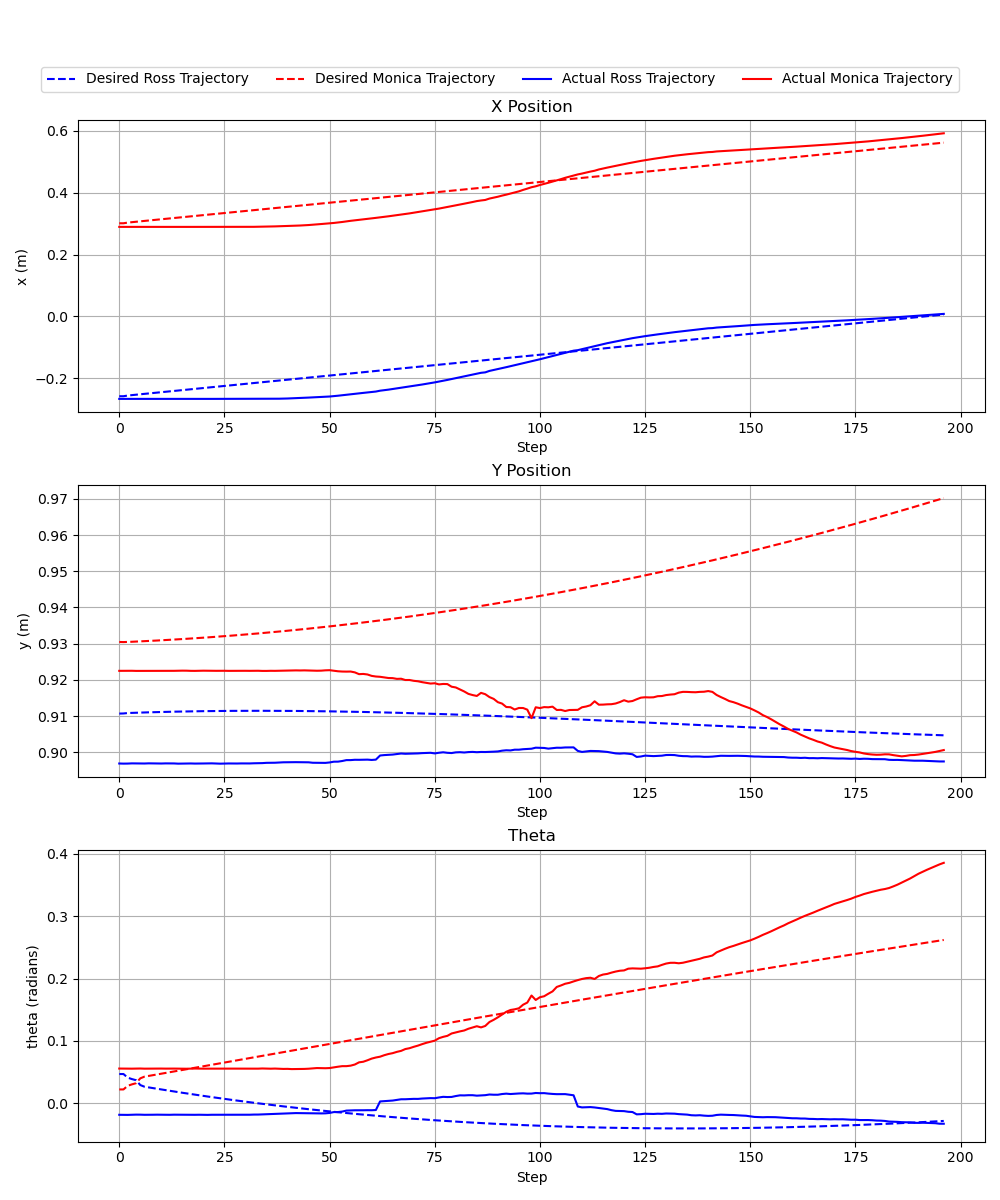 Desired Ross Trajectory Desired Monica Trajectory Actual Ross Trajectory Actual Monica Trajectory
X Position
0.6
0.4
0.2
0.0
−0.2
x (m)
0 25 50 75 100 125 150 175 200
Step
Y Position
0.97
0.96
0.95
0.94
0.93
0.92
0.91
0.90
y (m)
0 25 50 75 100 125 150 175 200
Step
Theta
0.4
0.3
0.2
0.1
0.0
theta (radians)
0 25 50 75 100 125 150 175 200
Step